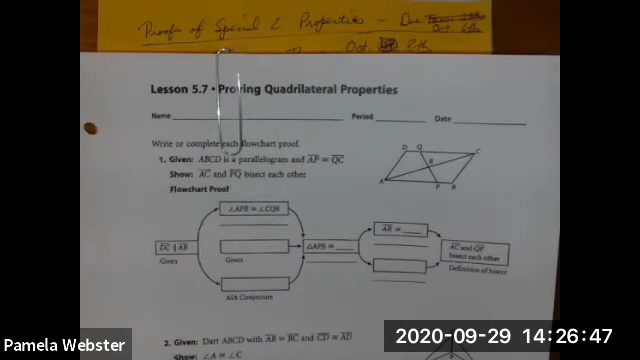 Proofs of Special ∠ Properties - Due
Oct. 6th
Oct. 8th
Lesson 5.7 • Proving Quadrilateral Properties
Name Period Date
Write or complete each flowchart proof.
1. Given: ABCD is a parallelogram and AP ≅ QC
Show: AC and PQ bisect each other
Flowchart Proof
D Q C
R
A P B
∠APR ≅ ∠CQR
DC ∥ AB
Given
Given
AIA Conjecture
△APR ≅
AR ≅
AC and QP
bisect each other
Definition of bisect
2. Given: Dart ABCD with AB ≅ BC and CD ≅ AD
Show: ∠A ≅ ∠C
Pamela Webster
2020-09-29 14:26:47